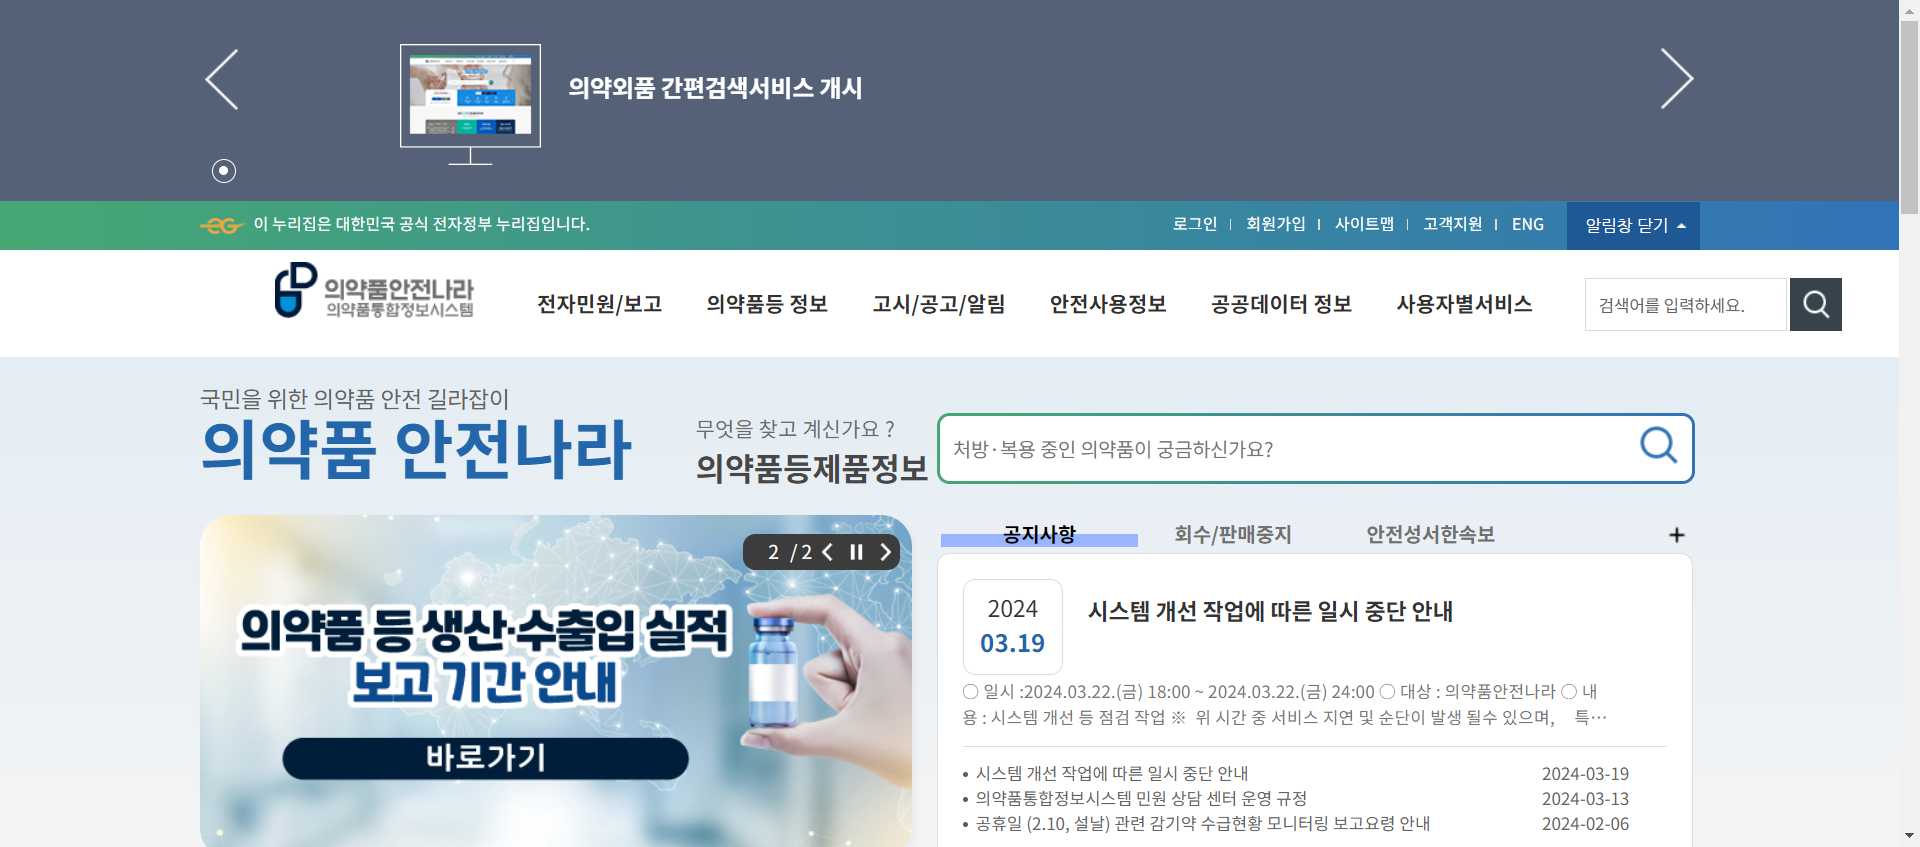 의약외품 간편검색서비스 개시
이 누리집은 대한민국 공식 전자정부 누리집입니다.
로그인
회원가입
사이트맵
고객지원
ENG
알림창 닫기
의약품안전나라
의약품통합정보시스템
전자민원/보고
의약품등 정보
고시/공고/알림
안전사용정보
공공데이터 정보
사용자별서비스
검색어를 입력하세요.
국민을 위한 의약품 안전 길라잡이
의약품 안전나라
무엇을 찾고 계신가요 ?
의약품등제품정보
처방·복용 중인 의약품이 궁금하신가요?
2 / 2
의약품 등 생산·수출입 실적
보고 기간 안내
바로가기
공지사항
회수/판매중지
안전성서한속보
+
2024
03.19
시스템 개선 작업에 따른 일시 중단 안내
○ 일시 :2024.03.22.(금) 18:00 ~ 2024.03.22.(금) 24:00 ○ 대상 : 의약품안전나라 ○ 내
용 : 시스템 개선 등 점검 작업 ※ 위 시간 중 서비스 지연 및 순단이 발생 될수 있으며, 특…
• 시스템 개선 작업에 따른 일시 중단 안내 2024-03-19
• 의약품통합정보시스템 민원 상담 센터 운영 규정 2024-03-13
• 공휴일 (2.10, 설날) 관련 감기약 수급현황 모니터링 보고요령 안내 2024-02-06